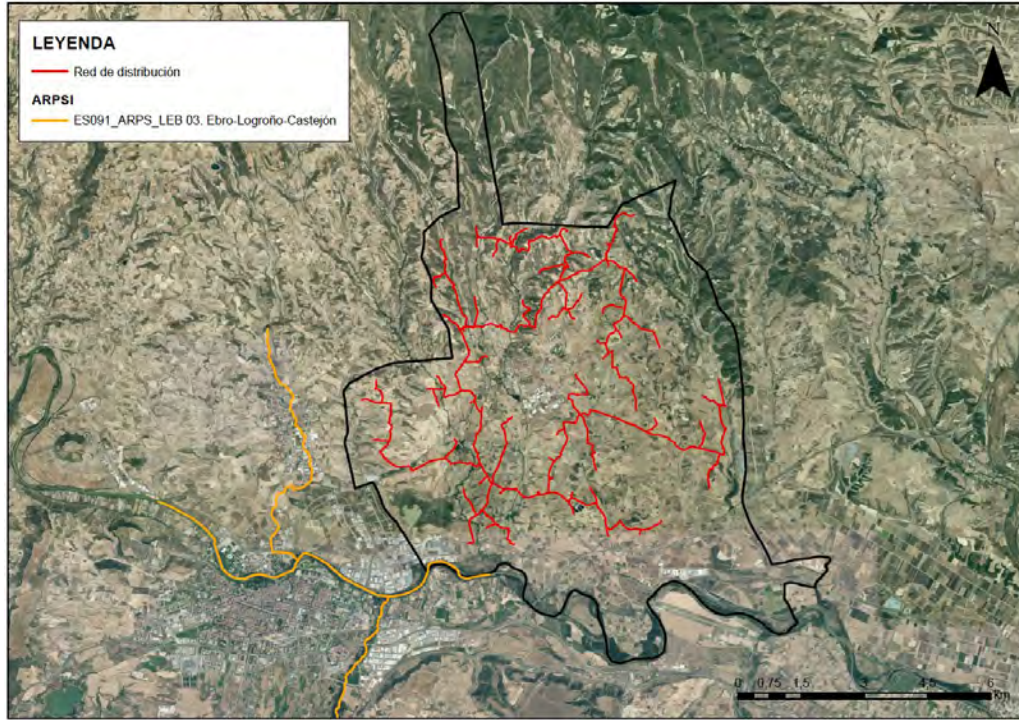 LEYENDA
Red de distribución
ARPSI
ES091_ARPS_LEB 03. Ebro-Logroño-Castejón
N
0 0,75 1,5 3 4,5 6
km